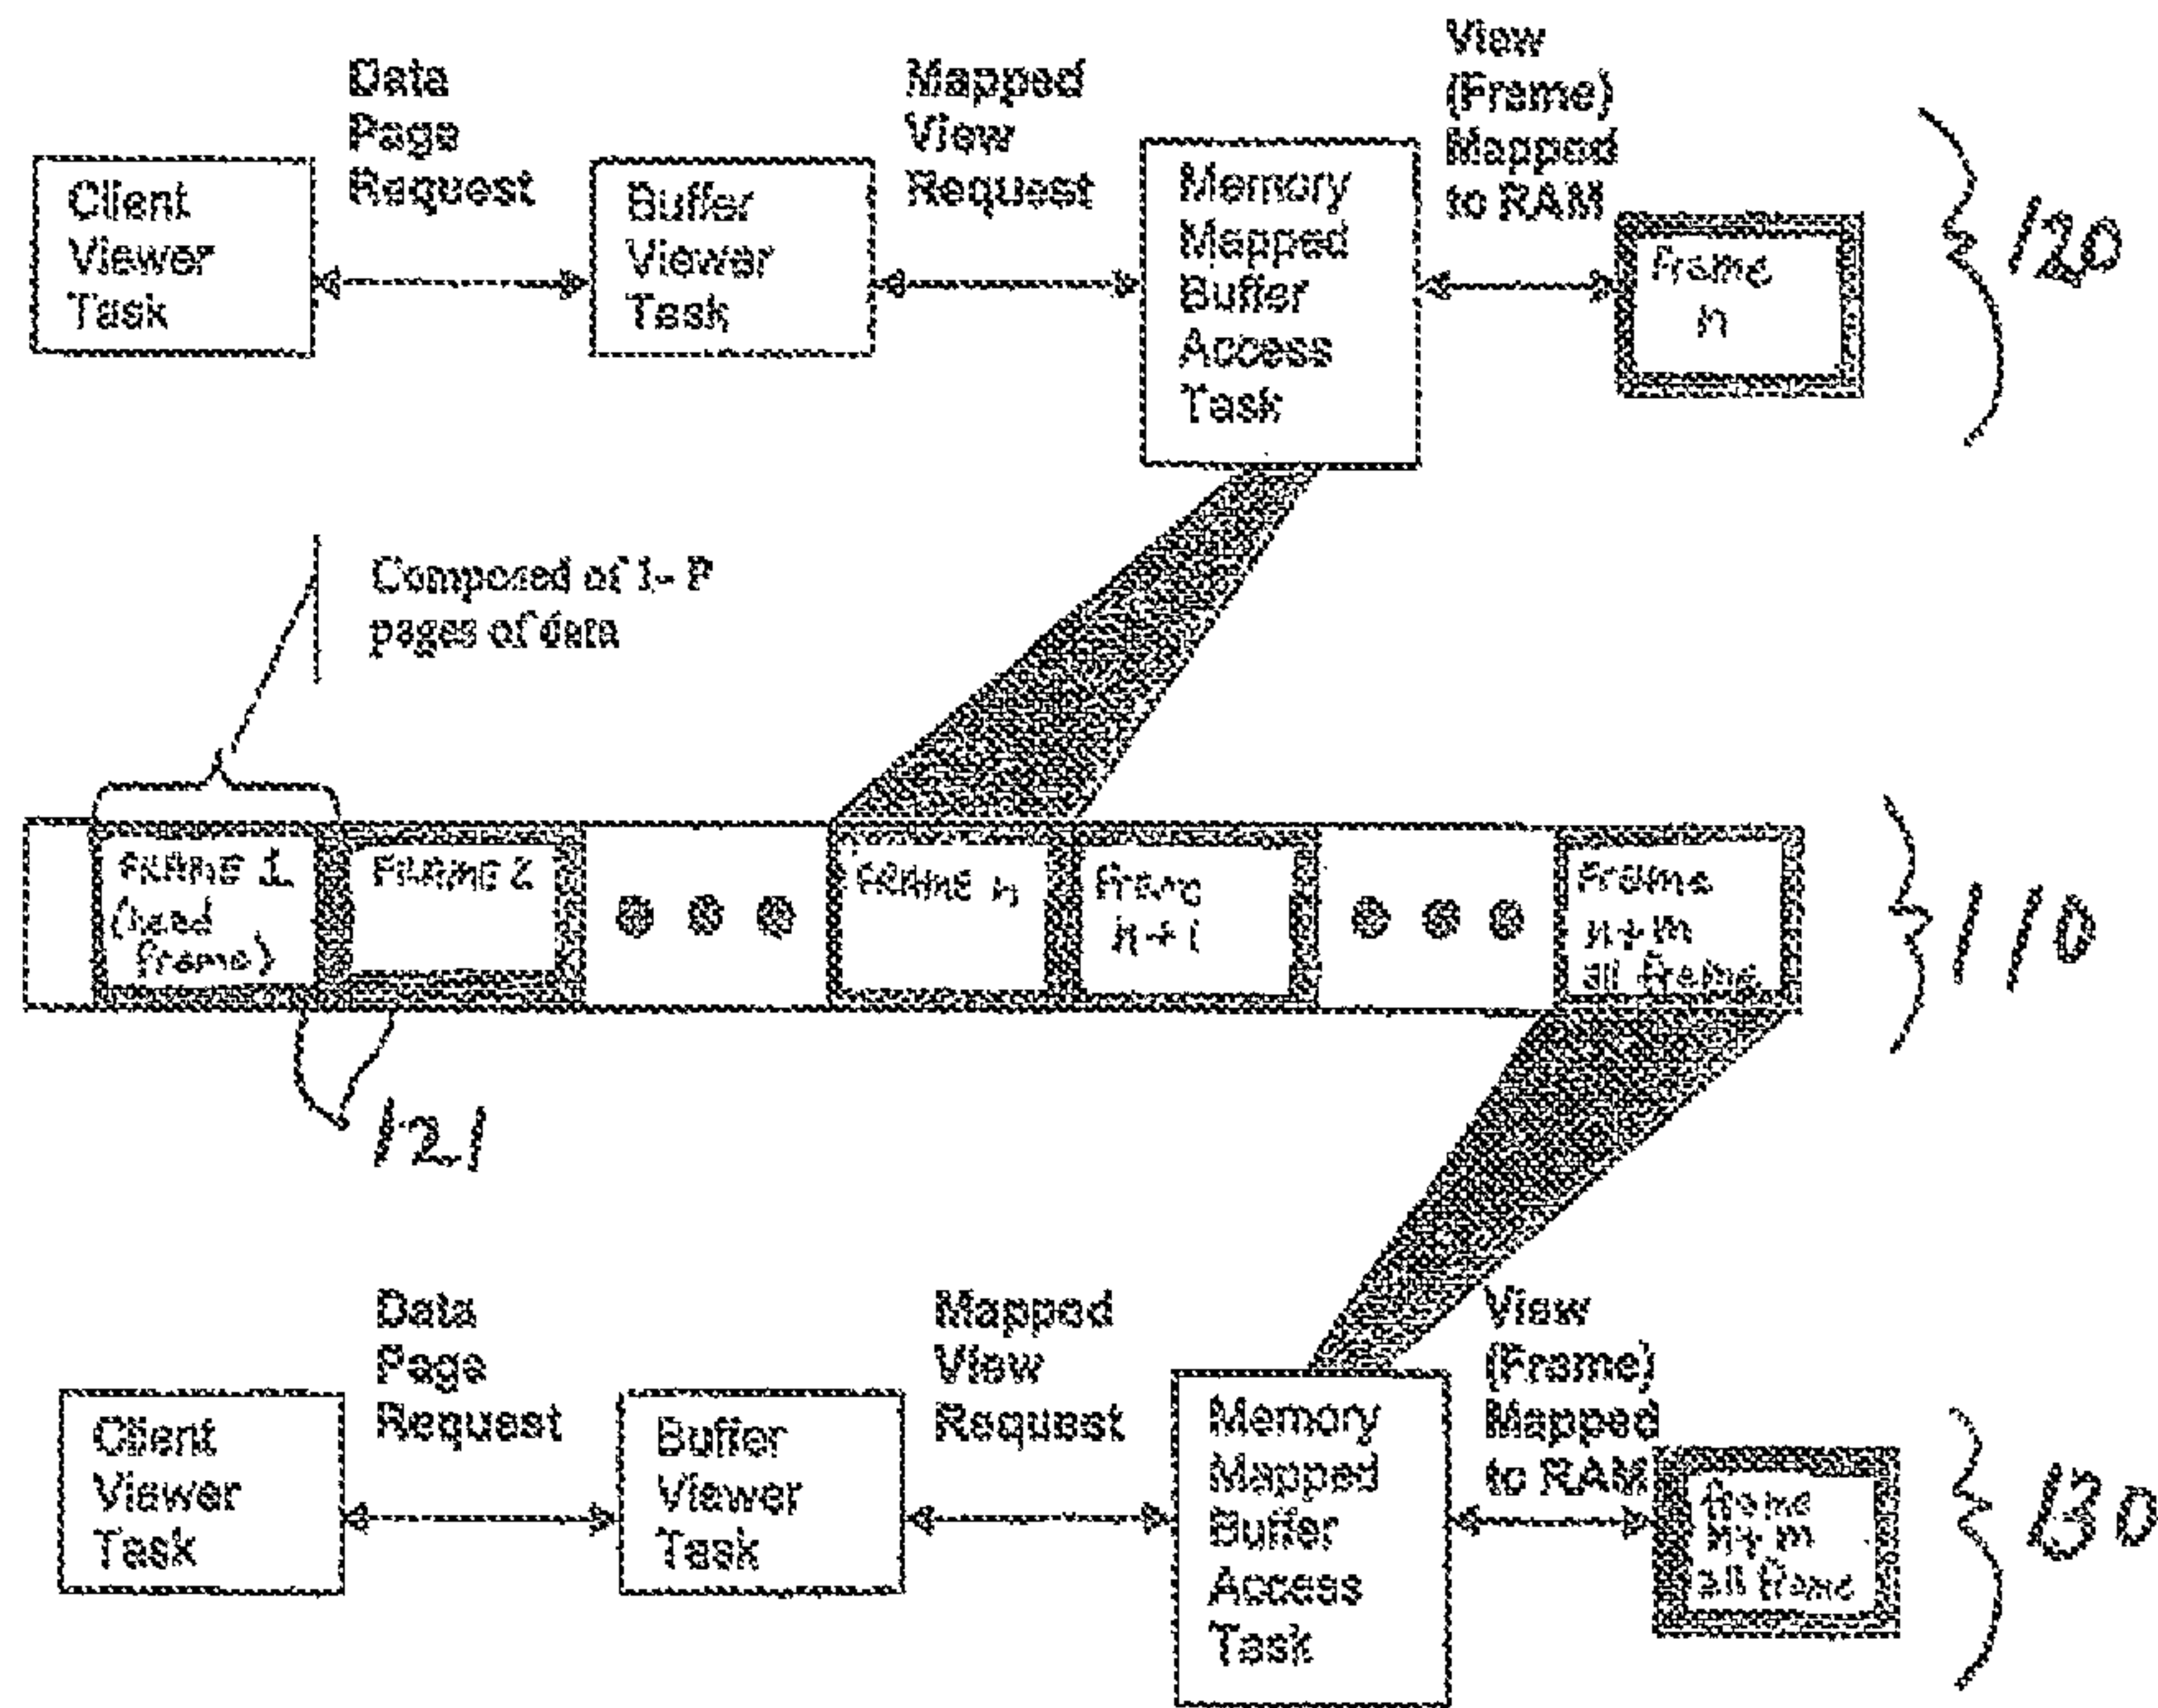 Data
Page
Request
Mapped
View
Request
View
(Frame)
Mapped
to RAM
Client
Viewer
Task
Buffer
Viewer
Task
Memory
Mapped
Buffer
Access
Task
Frame
n
120
Composed of 1- P
pages of data
FRAME 1
(head
frame)
FRAME 2
FRAME n
Frame
n+1
Frame
n+m
frame
110
121
Data
Page
Request
Mapped
View
Request
View
(Frame)
Mapped
to RAM
Client
Viewer
Task
Buffer
Viewer
Task
Memory
Mapped
Buffer
Access
Task
frame
n+m
frame
130